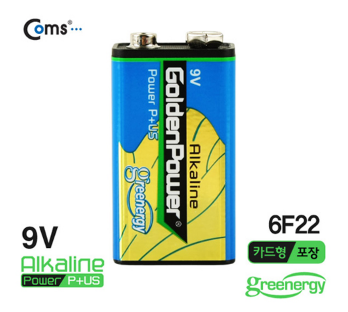 Coms
9V
Power P+US
GoldenPower®
Alkaline
greenergy
9V
Alkaline
Power P+US
6F22
카드형 포장
greenergy